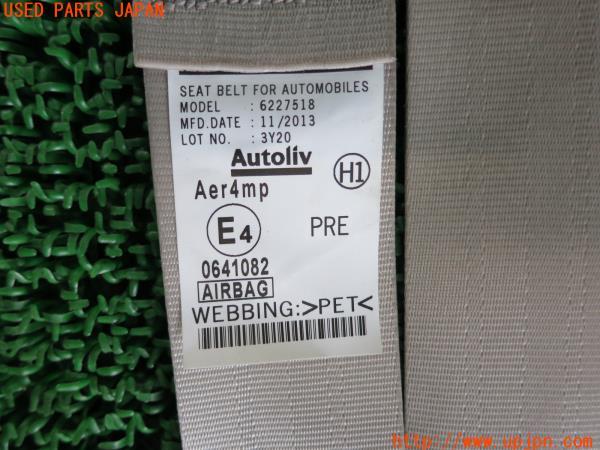 USED PARTS JAPAN
SEAT BELT FOR AUTOMOBILES
MODEL : 6227518
MFD.DATE : 11/2013
LOT NO. : 3Y20
Autoliv
H1
Aer4mp
E4
PRE
0641082
AIRBAG
WEBBING:>PET<
http://www.upjpn.com